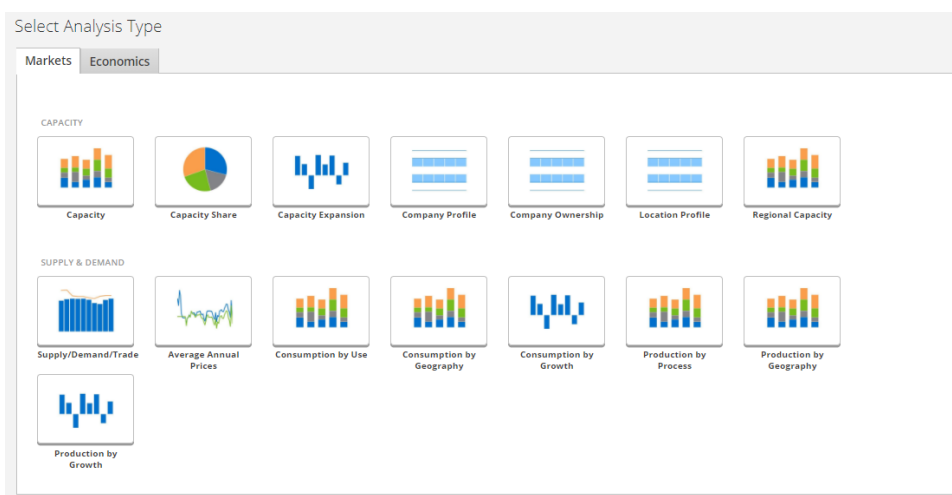 Select Analysis Type
Markets
Economics
CAPACITY
Capacity
Capacity Share
Capacity Expansion
Company Profile
Company Ownership
Location Profile
Regional Capacity
SUPPLY & DEMAND
Supply/Demand/Trade
Average Annual
Prices
Consumption by Use
Consumption by
Geography
Consumption by
Growth
Production by
Process
Production by
Geography
Production by
Growth